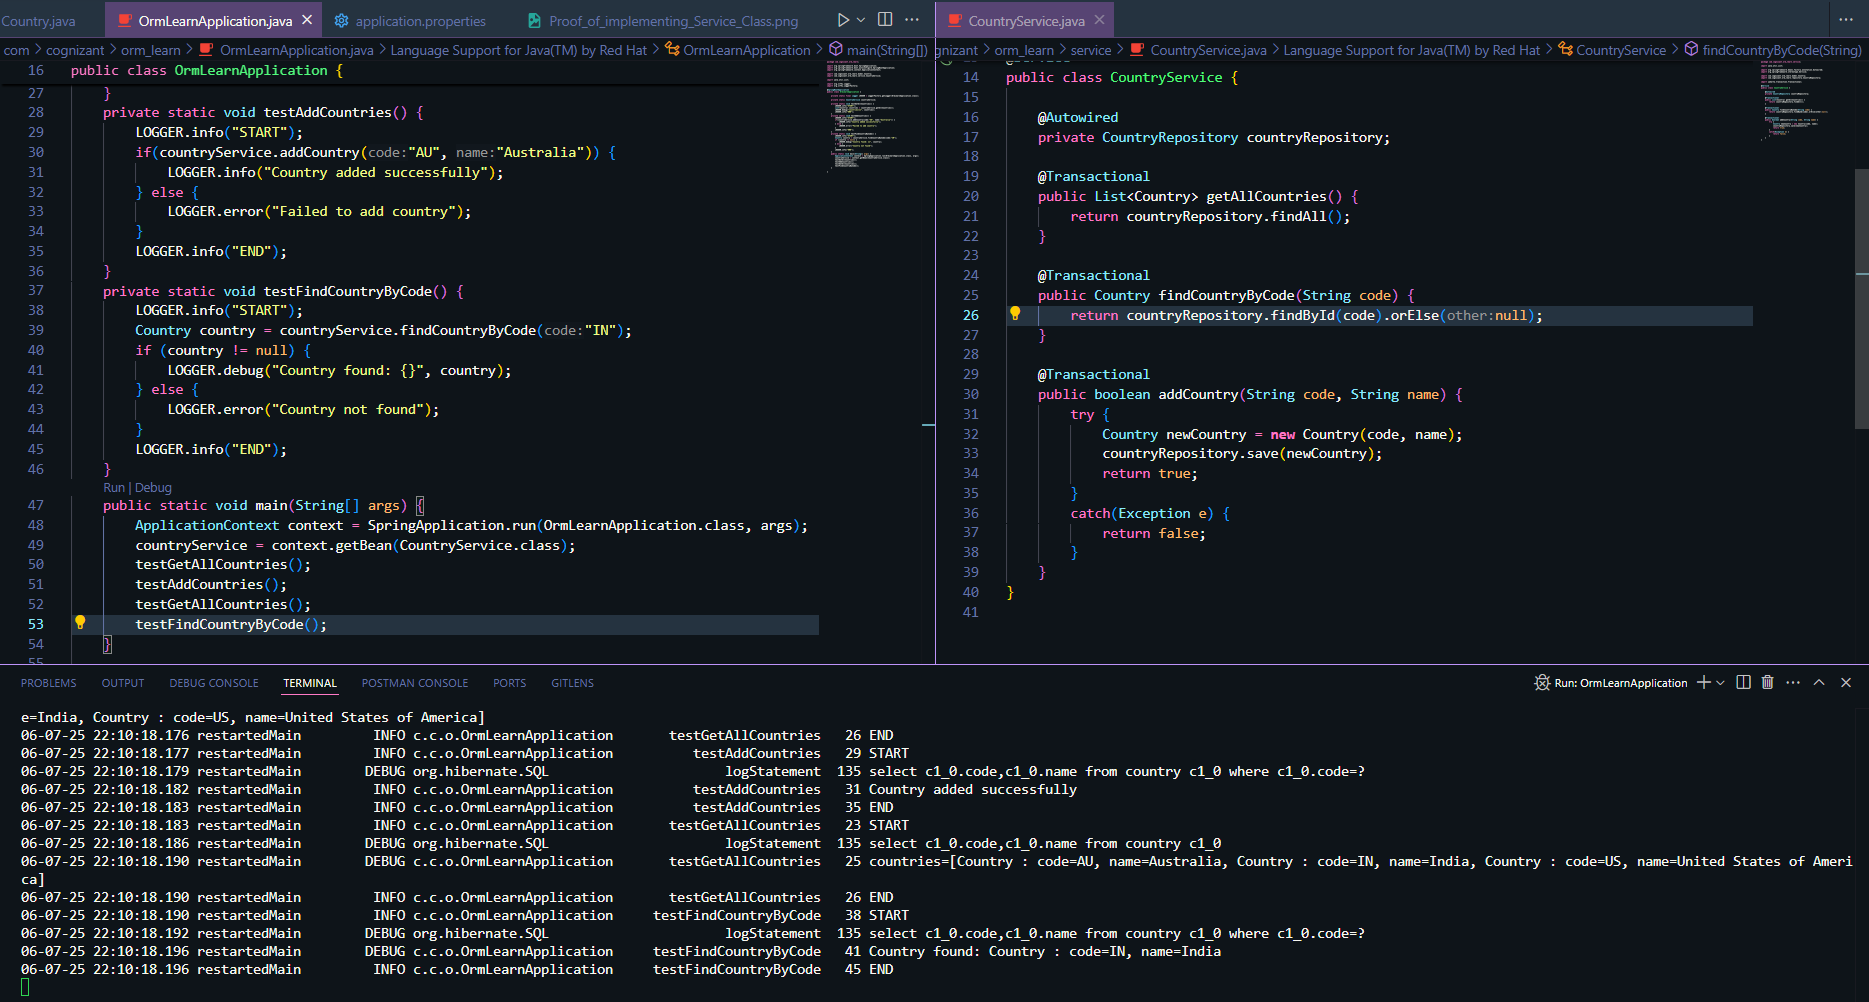 Country.java
OrmLearnApplication.java
application.properties
Proof_of_implementing_Service_Class.png
com > cognizant > orm_learn > OrmLearnApplication.java > Language Support for Java(TM) by Red Hat > OrmLearnApplication > main(String[])
16 public class OrmLearnApplication {
27 }
28 private static void testAddCountries() {
29 LOGGER.info("START");
30 if(countryService.addCountry(code:"AU", name:"Australia")) {
31 LOGGER.info("Country added successfully");
32 } else {
33 LOGGER.error("Failed to add country");
34 }
35 LOGGER.info("END");
36 }
37 private static void testFindCountryByCode() {
38 LOGGER.info("START");
39 Country country = countryService.findCountryByCode(code:"IN");
40 if (country != null) {
41 LOGGER.debug("Country found: {}", country);
42 } else {
43 LOGGER.error("Country not found");
44 }
45 LOGGER.info("END");
46 }
Run | Debug
47 public static void main(String[] args) {
48 ApplicationContext context = SpringApplication.run(OrmLearnApplication.class, args);
49 countryService = context.getBean(CountryService.class);
50 testGetAllCountries();
51 testAddCountries();
52 testGetAllCountries();
53 testFindCountryByCode();
54 }
55
CountryService.java
gnizant > orm_learn > service > CountryService.java > Language Support for Java(TM) by Red Hat > CountryService > findCountryByCode(String)
14 public class CountryService {
15
16 @Autowired
17 private CountryRepository countryRepository;
18
19 @Transactional
20 public List<Country> getAllCountries() {
21 return countryRepository.findAll();
22 }
23
24 @Transactional
25 public Country findCountryByCode(String code) {
26 return countryRepository.findById(code).orElse(other:null);
27 }
28
29 @Transactional
30 public boolean addCountry(String code, String name) {
31 try {
32 Country newCountry = new Country(code, name);
33 countryRepository.save(newCountry);
34 return true;
35 }
36 catch(Exception e) {
37 return false;
38 }
39 }
40 }
41
PROBLEMS OUTPUT DEBUG CONSOLE TERMINAL POSTMAN CONSOLE PORTS GITLENS
Run: OrmLearnApplication
e=India, Country : code=US, name=United States of America]
06-07-25 22:10:18.176 restartedMain INFO c.c.o.OrmLearnApplication testGetAllCountries 26 END
06-07-25 22:10:18.177 restartedMain INFO c.c.o.OrmLearnApplication testAddCountries 29 START
06-07-25 22:10:18.179 restartedMain DEBUG org.hibernate.SQL logStatement 135 select c1_0.code,c1_0.name from country c1_0 where c1_0.code=?
06-07-25 22:10:18.182 restartedMain INFO c.c.o.OrmLearnApplication testAddCountries 31 Country added successfully
06-07-25 22:10:18.183 restartedMain INFO c.c.o.OrmLearnApplication testAddCountries 35 END
06-07-25 22:10:18.183 restartedMain INFO c.c.o.OrmLearnApplication testGetAllCountries 23 START
06-07-25 22:10:18.186 restartedMain DEBUG org.hibernate.SQL logStatement 135 select c1_0.code,c1_0.name from country c1_0
06-07-25 22:10:18.190 restartedMain DEBUG c.c.o.OrmLearnApplication testGetAllCountries 25 countries=[Country : code=AU, name=Australia, Country : code=IN, name=India, Country : code=US, name=United States of Ameri
ca]
06-07-25 22:10:18.190 restartedMain INFO c.c.o.OrmLearnApplication testGetAllCountries 26 END
06-07-25 22:10:18.190 restartedMain INFO c.c.o.OrmLearnApplication testFindCountryByCode 38 START
06-07-25 22:10:18.192 restartedMain DEBUG org.hibernate.SQL logStatement 135 select c1_0.code,c1_0.name from country c1_0 where c1_0.code=?
06-07-25 22:10:18.196 restartedMain DEBUG c.c.o.OrmLearnApplication testFindCountryByCode 41 Country found: Country : code=IN, name=India
06-07-25 22:10:18.196 restartedMain INFO c.c.o.OrmLearnApplication testFindCountryByCode 45 END